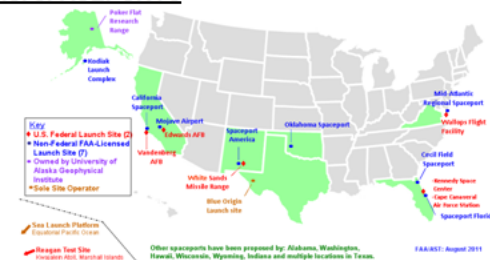 Poker Flat
Research
Range
Kodiak
Launch
Complex
California
Spaceport
Mojave Airport
Edwards AFB
Vandenberg
AFB
Spaceport
America
Oklahoma Spaceport
White Sands
Missile Range
Blue Origin
Launch site
Mid-Atlantic
Regional Spaceport
Wallops Flight
Facility
Cecil Field
Spaceport
Kennedy Space
Center
Cape Canaveral
Air Force Station
Spaceport Florida
Key
U.S. Federal Launch Site (2)
Non-Federal FAA-Licensed
Launch Site (7)
Owned by University of
Alaska Geophysical
Institute
Sole Site Operator
Sea Launch Platform
Equatorial Pacific Ocean
Reagan Test Site
Kwajalein Atoll, Marshall Islands
Other spaceports have been proposed by: Alabama, Washington,
Hawaii, Wisconsin, Wyoming, Indiana and multiple locations in Texas.
FAA/AST: August 2011